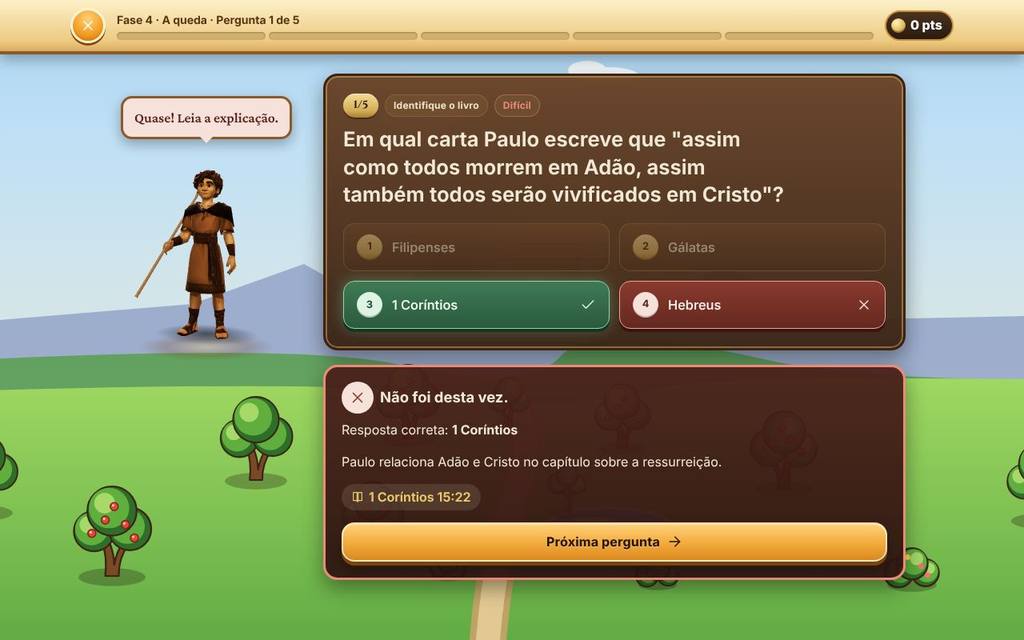 Fase 4 · A queda · Pergunta 1 de 5
0 pts
Quase! Leia a explicação.
1/5
Identifique o livro
Difícil
Em qual carta Paulo escreve que "assim
como todos morrem em Adão, assim
também todos serão vivificados em Cristo"?
1 Filipenses
2 Gálatas
3 1 Coríntios
4 Hebreus
Não foi desta vez.
Resposta correta: 1 Coríntios
Paulo relaciona Adão e Cristo no capítulo sobre a ressurreição.
1 Coríntios 15:22
Próxima pergunta →